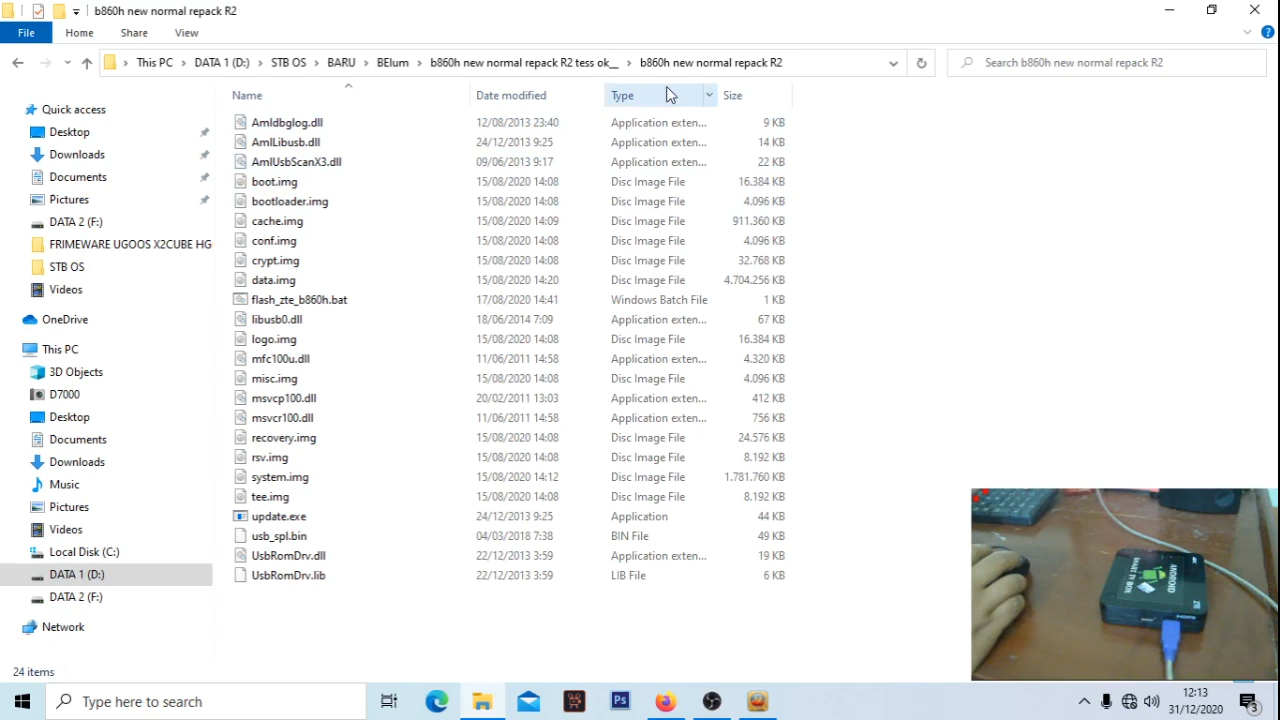 b860h new normal repack R2
File Home Share View
This PC DATA 1 (D:) STB OS BARU BElum b860h new normal repack R2 tess ok__ b860h new normal repack R2
Search b860h new normal repack R2
Name Date modified Type Size
Quick access
Desktop
Downloads
Documents
Pictures
DATA 2 (F:)
FRIMEWARE UGOOS X2CUBE HG
STB OS
Videos
OneDrive
This PC
3D Objects
D7000
Desktop
Documents
Downloads
Music
Pictures
Videos
Local Disk (C:)
DATA 1 (D:)
DATA 2 (F:)
Network
Amldbglog.dll 12/08/2013 23:40 Application exten... 9 KB
AmlLibusb.dll 24/12/2013 9:25 Application exten... 14 KB
AmlUsbScanX3.dll 09/06/2013 9:17 Application exten... 22 KB
boot.img 15/08/2020 14:08 Disc Image File 16.384 KB
bootloader.img 15/08/2020 14:08 Disc Image File 4.096 KB
cache.img 15/08/2020 14:09 Disc Image File 911.360 KB
conf.img 15/08/2020 14:08 Disc Image File 4.096 KB
crypt.img 15/08/2020 14:08 Disc Image File 32.768 KB
data.img 15/08/2020 14:20 Disc Image File 4.704.256 KB
flash_zte_b860h.bat 17/08/2020 14:41 Windows Batch File 1 KB
libusb0.dll 18/06/2014 7:09 Application exten... 67 KB
logo.img 15/08/2020 14:08 Disc Image File 16.384 KB
mfc100u.dll 11/06/2011 14:58 Application exten... 4.320 KB
misc.img 15/08/2020 14:08 Disc Image File 4.096 KB
msvcp100.dll 20/02/2011 13:03 Application exten... 412 KB
msvcr100.dll 11/06/2011 14:58 Application exten... 756 KB
recovery.img 15/08/2020 14:08 Disc Image File 24.576 KB
rsv.img 15/08/2020 14:08 Disc Image File 8.192 KB
system.img 15/08/2020 14:12 Disc Image File 1.781.760 KB
tee.img 15/08/2020 14:08 Disc Image File 8.192 KB
update.exe 24/12/2013 9:25 Application 44 KB
usb_spl.bin 04/03/2018 7:38 BIN File 49 KB
UsbRomDrv.dll 22/12/2013 3:59 Application exten... 19 KB
UsbRomDrv.lib 22/12/2013 3:59 LIB File 6 KB
24 items
ANDROID
SMART TV BOX
ZTE
Type here to search
Ps
12:13
31/12/2020
3